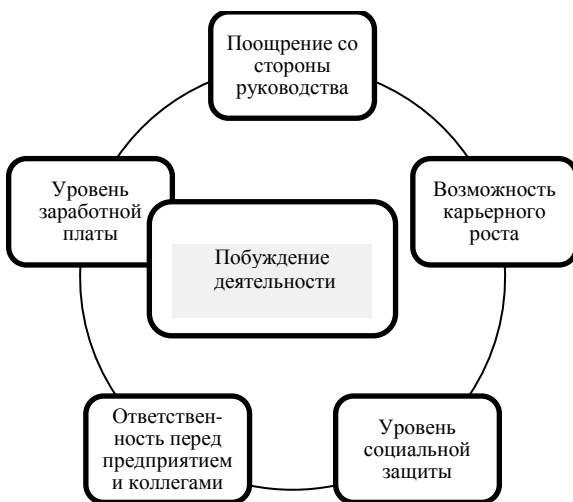 Поощрение со
стороны
руководства
Уровень
заработной
платы
Возможность
карьерного
роста
Побуждение
деятельности
Ответствен-
ность перед
предприятием
и коллегами
Уровень
социальной
защиты